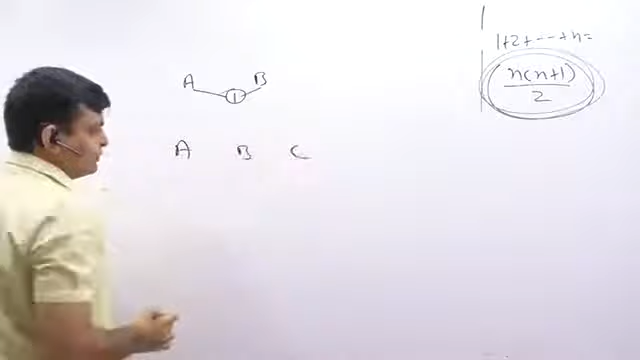 1+2+---+n=
n(n+1)
2
A B
1
A B C